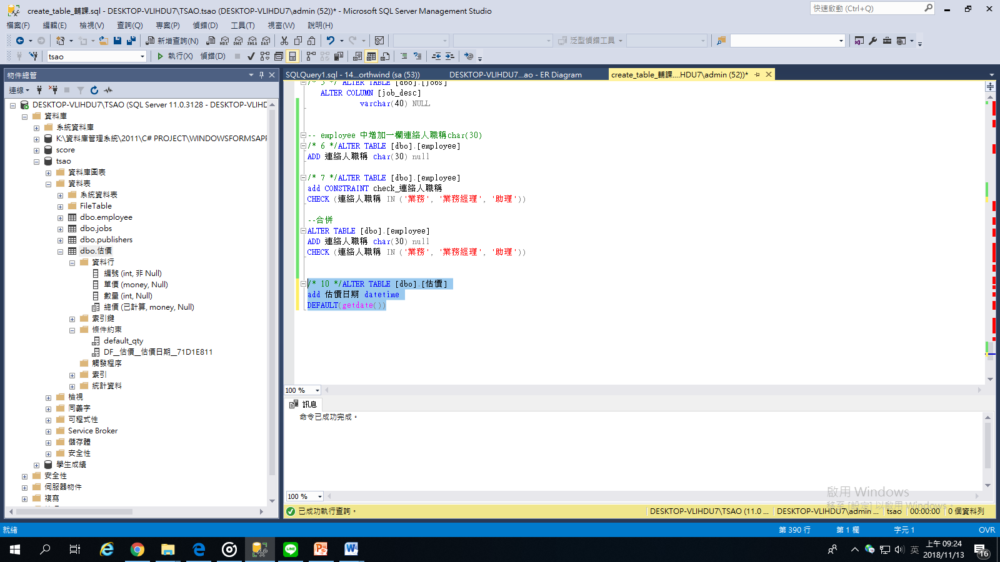 create_table_輔課.sql - DESKTOP-VLIHDU7\TSAO.tsao (DESKTOP-VLIHDU7\admin (52))* - Microsoft SQL Server Management Studio
快速啟動 (Ctrl+Q)
檔案(F) 編輯(E) 檢視(V) 查詢(Q) 專案(P) 偵錯(D) 工具(T) 視窗(W) 說明(H)
新增查詢(N) MDX DMX XMLA DAX 泛型偵錯工具
tsao 執行(X) 偵錯(D)
物件總管
連線
DESKTOP-VLIHDU7\TSAO (SQL Server 11.0.3128 - DESKTOP-VLIHD
資料庫
系統資料庫
K:\資料庫管理系統\2011\C# PROJECT\WINDOWSFORMSAPP
score
tsao
資料庫圖表
資料表
系統資料表
FileTable
dbo.employee
dbo.jobs
dbo.publishers
dbo.估價
資料行
編號 (int, 非 Null)
單價 (money, Null)
數量 (int, Null)
總價 (已計算, money, Null)
索引鍵
條件約束
default_qty
DF__估價__估價日期__71D1E811
觸發程序
索引
統計資料
檢視
同義字
可程式性
Service Broker
儲存體
安全性
學生成績
安全性
伺服器物件
複寫
SQLQuery1.sql - 14...orthwind (sa (53)) DESKTOP-VLIHDU7...ao - ER Diagram create_table_輔課....HDU7\admin (52))*
/* 5 */ ALTER TABLE [dbo].[jobs]
ALTER COLUMN [job_desc]
varchar(40) NULL
-- employee 中增加一欄連絡人職稱char(30)
/* 6 */ALTER TABLE [dbo].[employee]
ADD 連絡人職稱 char(30) null
/* 7 */ALTER TABLE [dbo].[employee]
add CONSTRAINT check_連絡人職稱
CHECK (連絡人職稱 IN ('業務', '業務經理', '助理'))
--合併
ALTER TABLE [dbo].[employee]
ADD 連絡人職稱 char(30) null
CHECK (連絡人職稱 IN ('業務', '業務經理', '助理'))
/* 10 */ALTER TABLE [dbo].[估價]
add 估價日期 datetime
DEFAULT(getdate())
100 %
訊息
命令已成功完成。
100 %
啟用 Windows
移至 [設定] 以啟用 Windows。
已成功執行查詢。 DESKTOP-VLIHDU7\TSAO (11.0 ... DESKTOP-VLIHDU7\admin ... tsao 00:00:00 0 個資料列
就緒 第 390 行 第 1 欄 字元 1 OVR
LINE
英 上午 09:24
2018/11/13
16